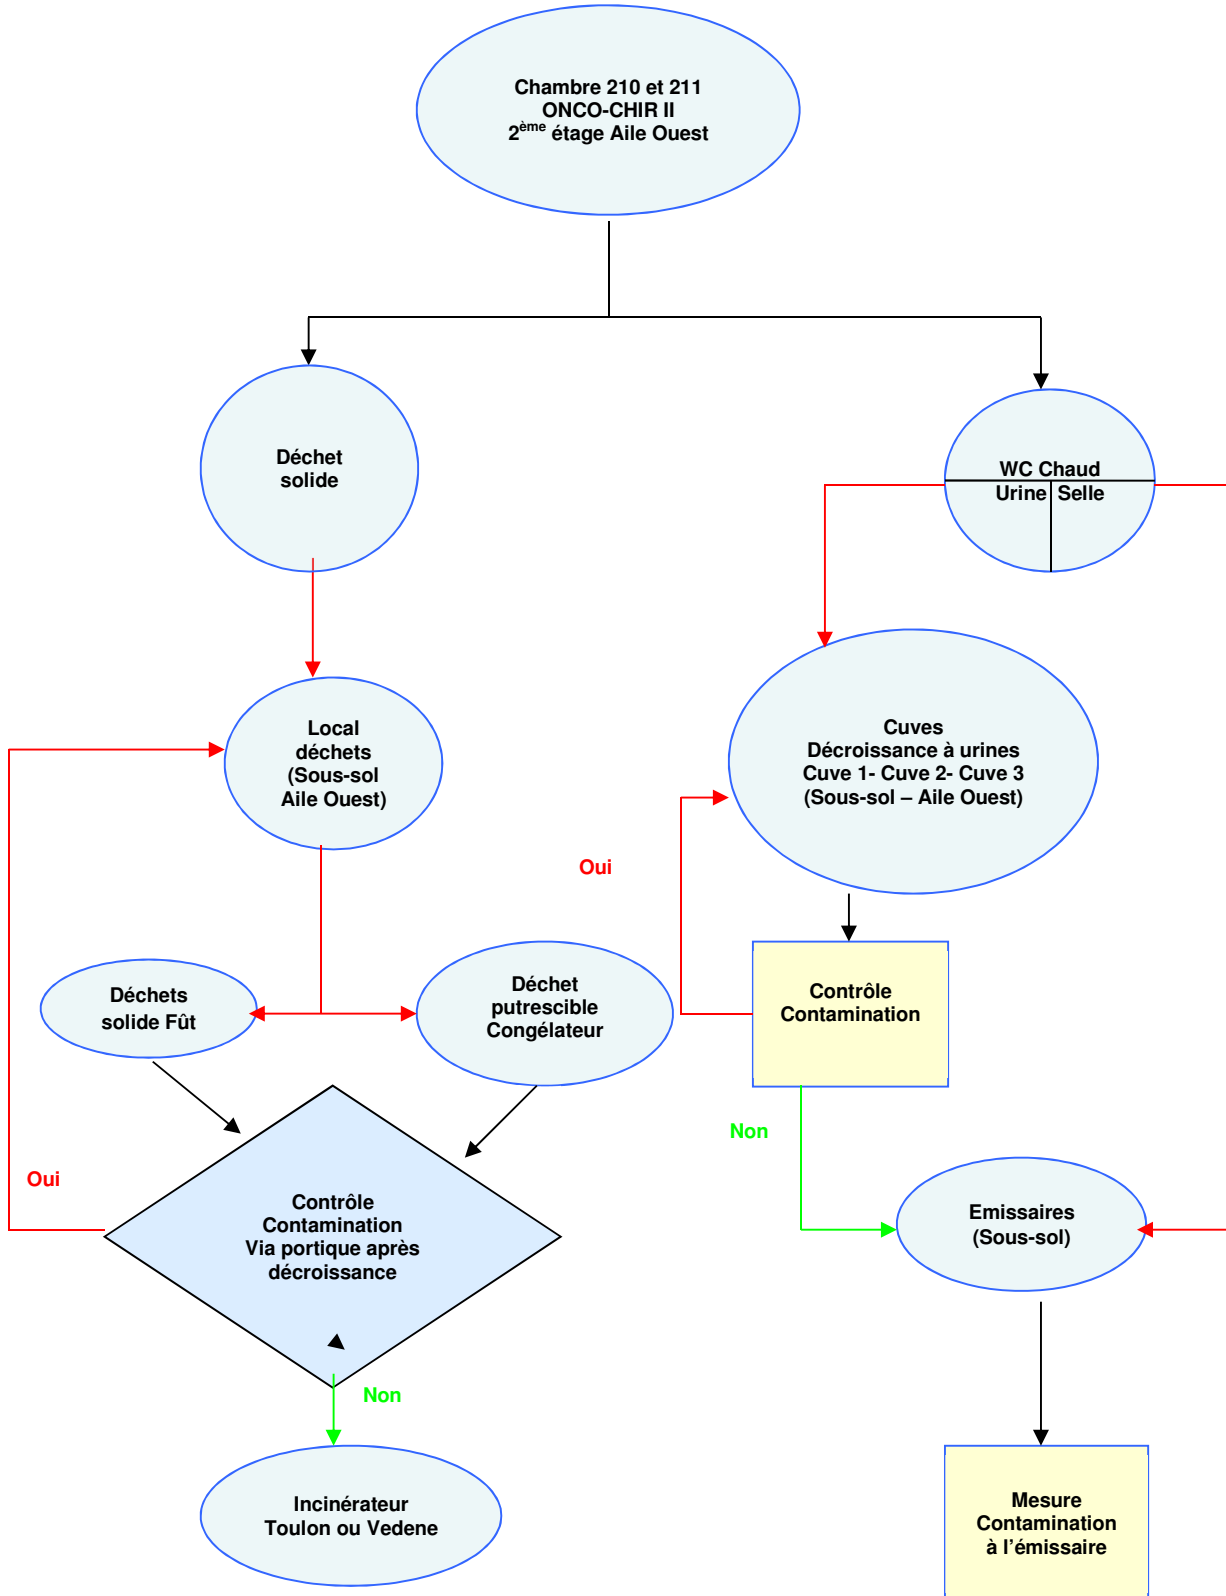 Chambre 210 et 211
ONCO-CHIR II
2ème étage Aile Ouest
Déchet
solide
WC Chaud
Urine Selle
Local
déchets
(Sous-sol
Aile Ouest)
Cuves
Décroissance à urines
Cuve 1- Cuve 2- Cuve 3
(Sous-sol – Aile Ouest)
Oui
Déchets
solide Fût
Déchet
putrescible
Congélateur
Contrôle
Contamination
Non
Oui
Contrôle
Contamination
Via portique après
décroissance
Emissaires
(Sous-sol)
Non
Incinérateur
Toulon ou Vedene
Mesure
Contamination
à l'émissaire